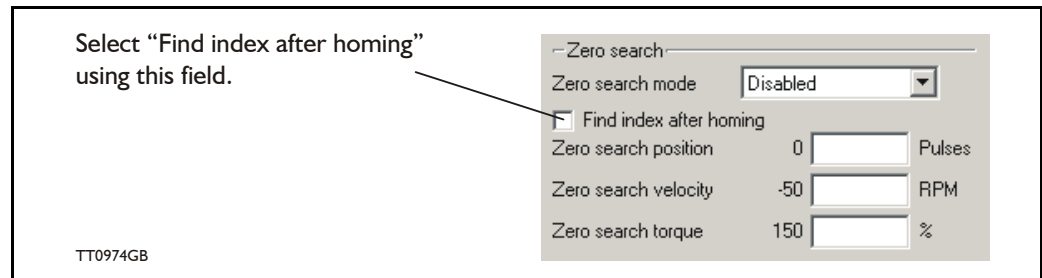 Select “Find index after homing”
using this field.
Zero search
Zero search mode Disabled
Find index after homing
Zero search position 0 Pulses
Zero search velocity -50 RPM
Zero search torque 150 %
TT0974GB